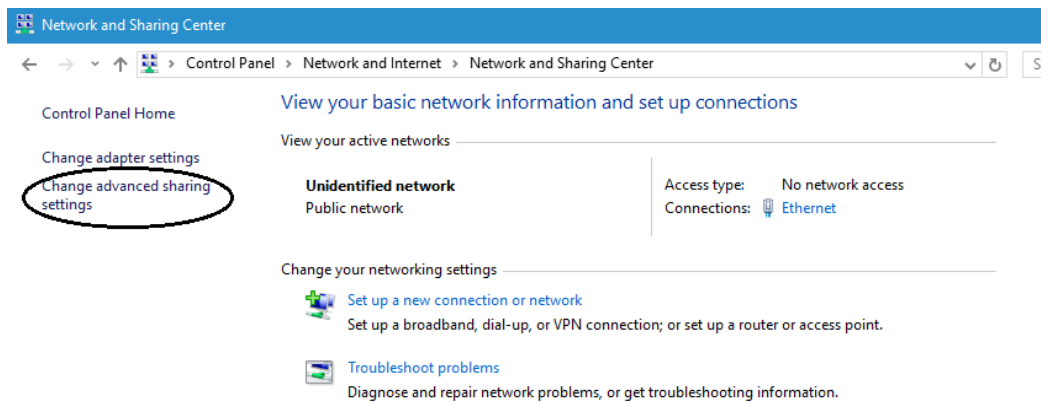 Network and Sharing Center
Control Panel > Network and Internet > Network and Sharing Center
S
Control Panel Home
Change adapter settings
Change advanced sharing
settings
View your basic network information and set up connections
View your active networks
Unidentified network
Public network
Access type: No network access
Connections: Ethernet
Change your networking settings
Set up a new connection or network
Set up a broadband, dial-up, or VPN connection; or set up a router or access point.
Troubleshoot problems
Diagnose and repair network problems, or get troubleshooting information.